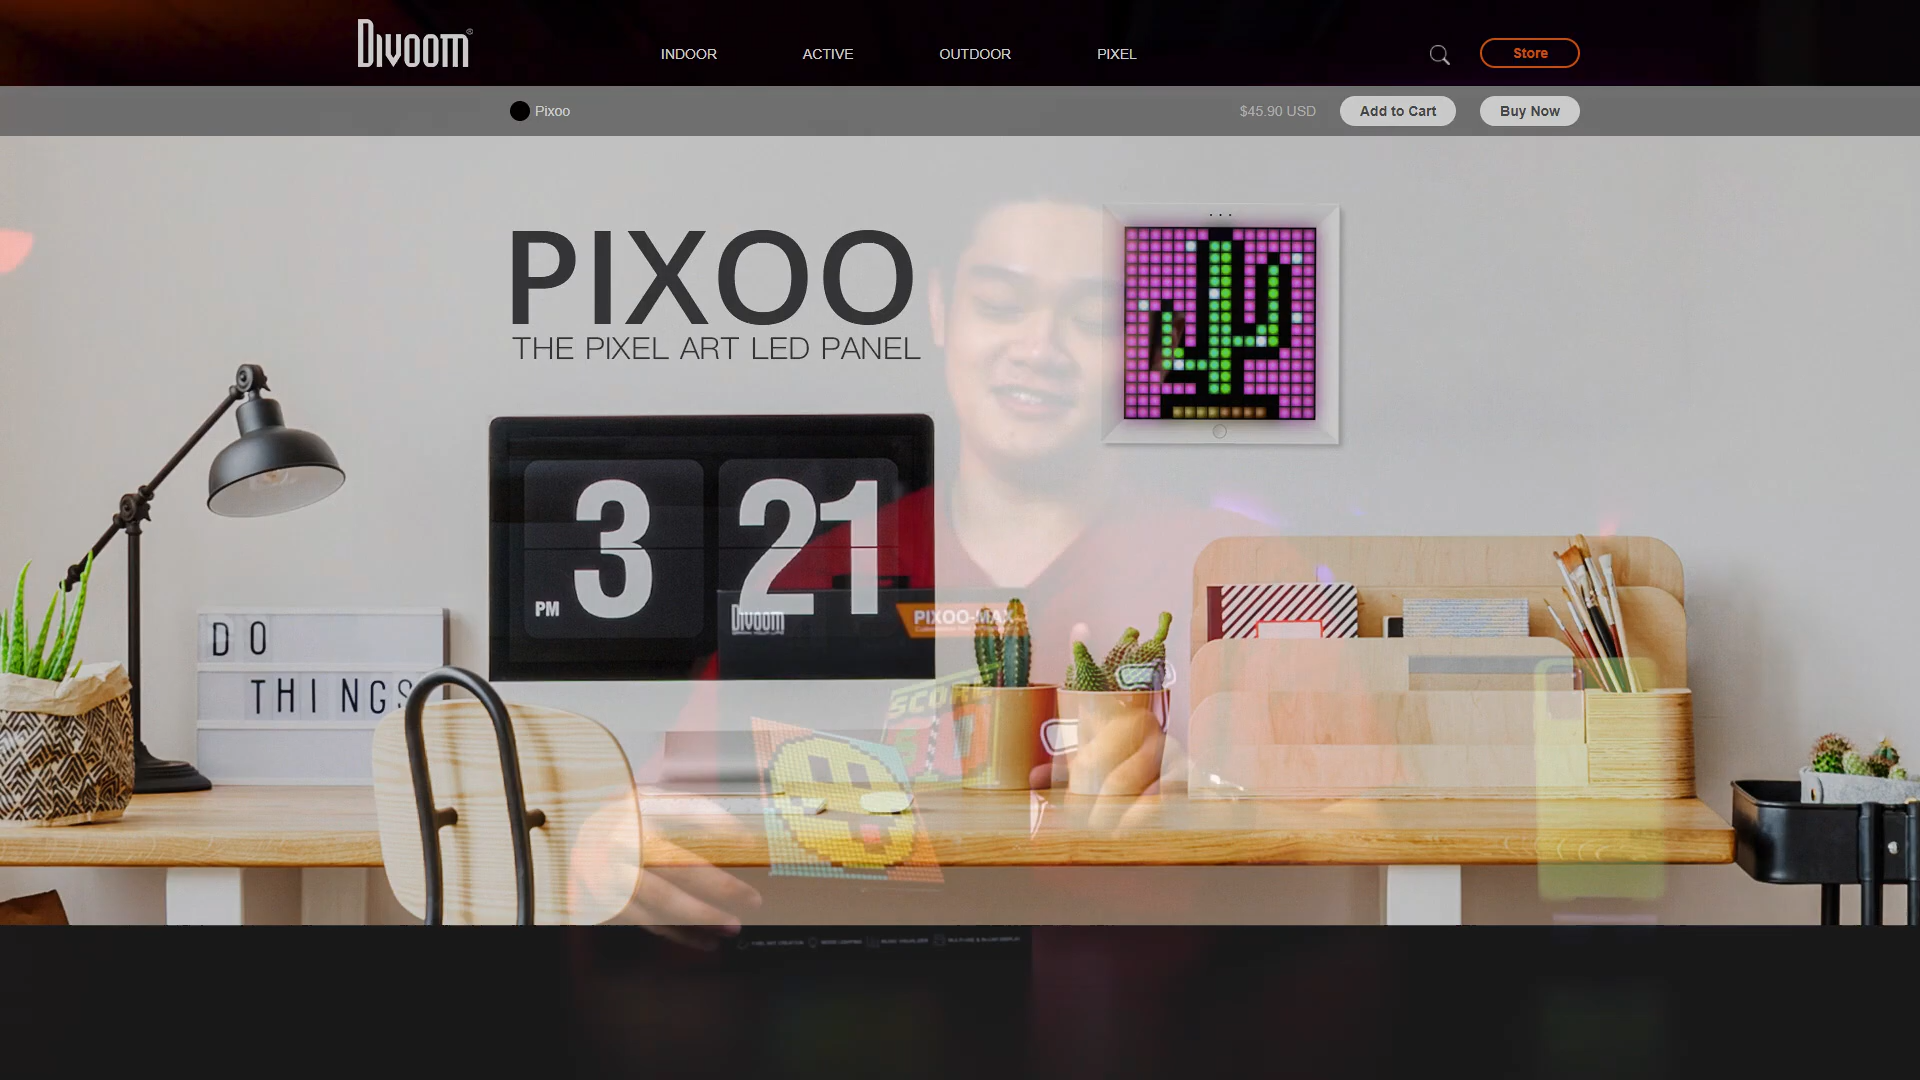 Divoom®
INDOOR
ACTIVE
OUTDOOR
PIXEL
Store
Pixoo
$45.90 USD
Add to Cart
Buy Now
PIXOO
THE PIXEL ART LED PANEL
3 21
PM
Divoom
PIXOO-MAX
DO
THINGS
SCORE